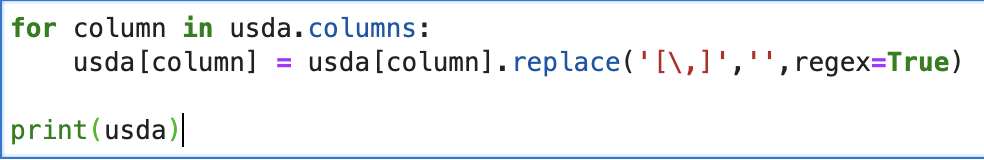 for column in usda.columns:
    usda[column] = usda[column].replace('[\,]','',regex=True)
print(usda)